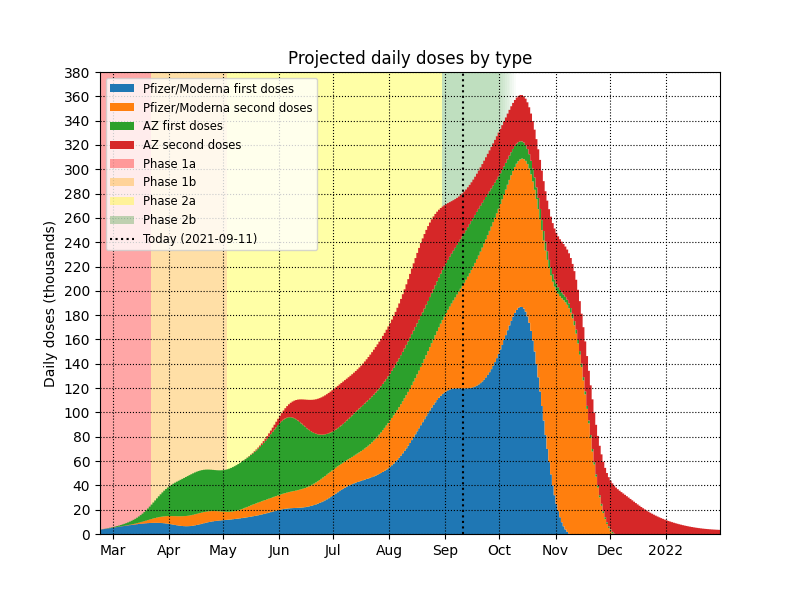 Projected daily doses by type
Daily doses (thousands)
380
360
340
320
300
280
260
240
220
200
180
160
140
120
100
80
60
40
20
0
Pfizer/Moderna first doses
Pfizer/Moderna second doses
AZ first doses
AZ second doses
Phase 1a
Phase 1b
Phase 2a
Phase 2b
Today (2021-09-11)
Mar Apr May Jun Jul Aug Sep Oct Nov Dec 2022